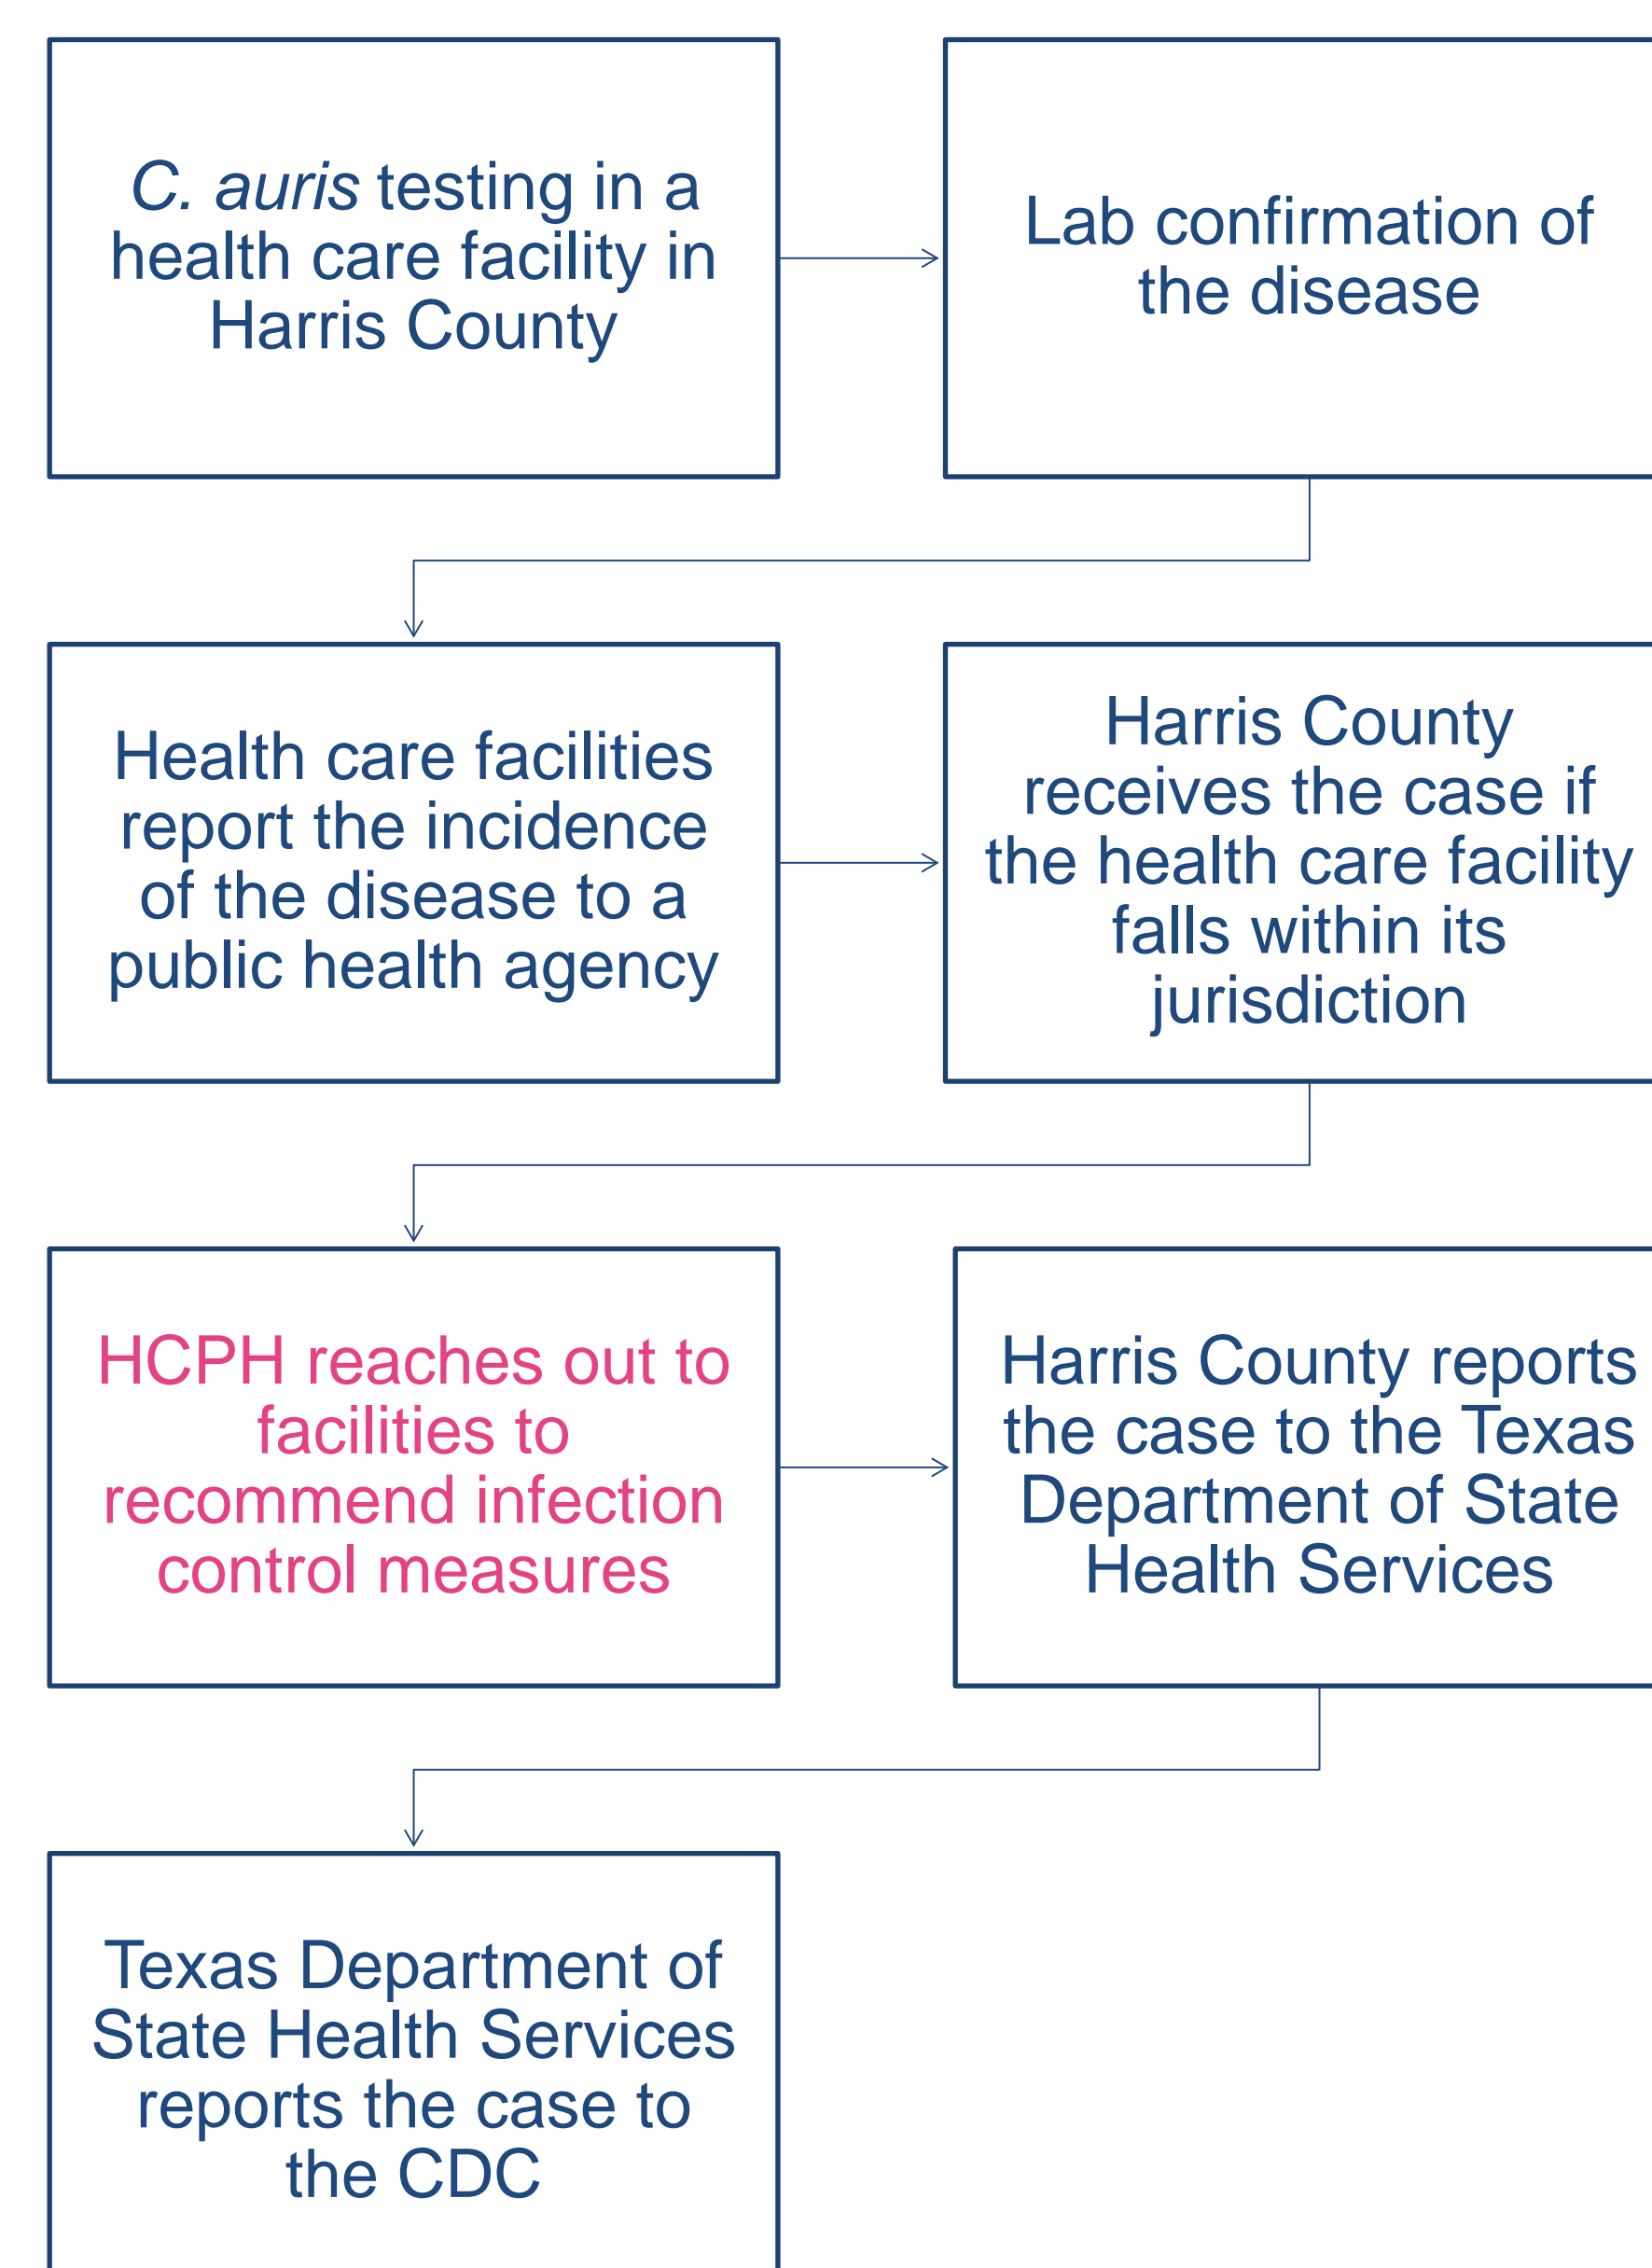 C. auris testing in a
health care facility in
Harris County
Lab confirmation of
the disease
Health care facilities
report the incidence
of the disease to a
public health agency
Harris County
receives the case if
the health care facility
falls within its
jurisdiction
HCPH reaches out to
facilities to
recommend infection
control measures
Harris County reports
the case to the Texas
Department of State
Health Services
Texas Department of
State Health Services
reports the case to
the CDC